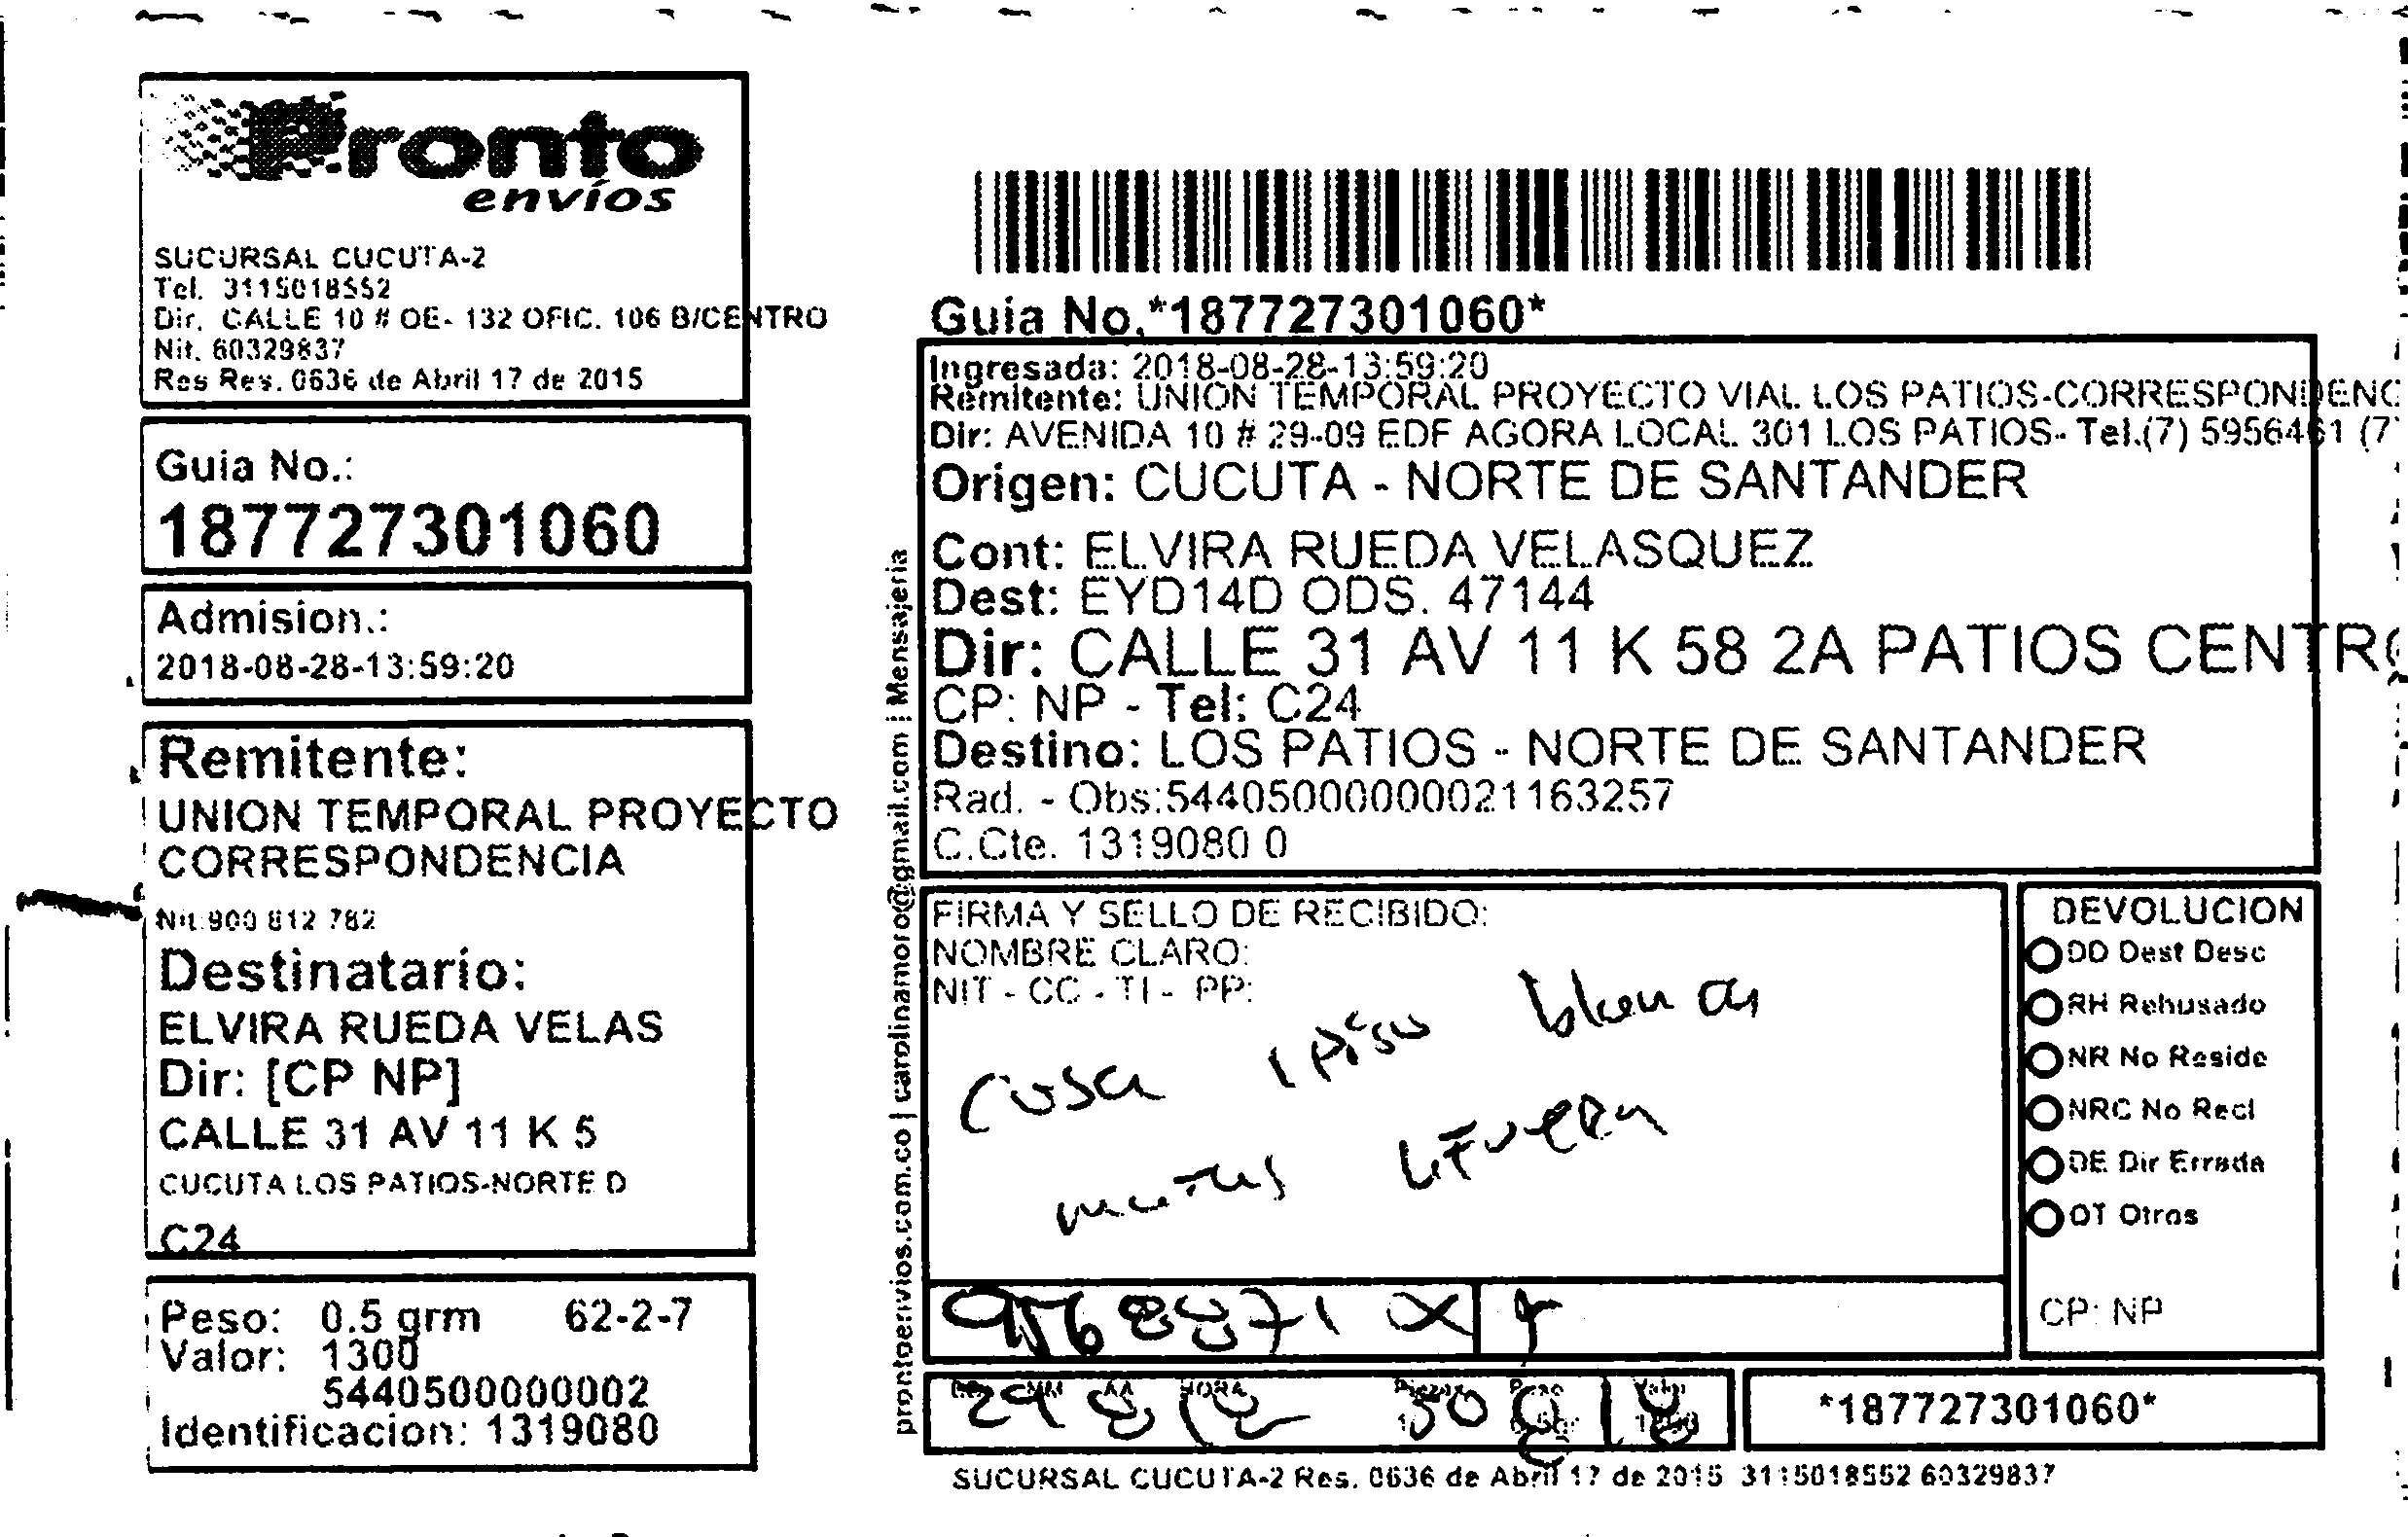 Pronto
envíos
SUCURSAL CUCUTA-2
Tel. 3115018552
Dir. CALLE 10 # OE- 132 OFIC. 106 B/CENTRO
Nit. 60329837
Res Res. 0636 de Abril 17 de 2015
Guia No.:
187727301060
Admision.:
2018-08-28-13:59:20
Remitente:
UNION TEMPORAL PROYECTO
CORRESPONDENCIA
Nit.900 812 782
Destinatario:
ELVIRA RUEDA VELAS
Dir: [CP NP]
CALLE 31 AV 11 K 5
CUCUTA LOS PATIOS-NORTE D
C24
Peso: 0.5 grm 62-2-7
Valor: 1300
5440500000002
Identificacion: 1319080
prontoenvios.com.co | carolinamoro@gmail.com | Mensajeria
Guia No.*187727301060*
Ingresada: 2018-08-28-13:59:20
Remitente: UNION TEMPORAL PROYECTO VIAL LOS PATIOS-CORRESPONDENC
Dir: AVENIDA 10 # 29-09 EDF AGORA LOCAL 301 LOS PATIOS- Tel.(7) 5956461 (7
Origen: CUCUTA - NORTE DE SANTANDER
Cont: ELVIRA RUEDA VELASQUEZ
Dest: EYD14D ODS. 47144
Dir: CALLE 31 AV 11 K 58 2A PATIOS CENTRO
CP: NP - Tel: C24
Destino: LOS PATIOS - NORTE DE SANTANDER
Rad. - Obs:544050000000021163257
C.Cte. 1319080 0
FIRMA Y SELLO DE RECIBIDO:
NOMBRE CLARO:
NIT - CC - TI - PP:
Casa 1 piso
DEVOLUCION
DD Dest Desc
RH Rehusado
NR No Reside
NRC No Recl
DE Dir Errada
OT Otros
CP: NP
DD MM AA HORA Piezas Peso Valor
*187727301060*
SUCURSAL CUCUTA-2 Res. 0636 de Abril 17 de 2015 3115018552 60329837